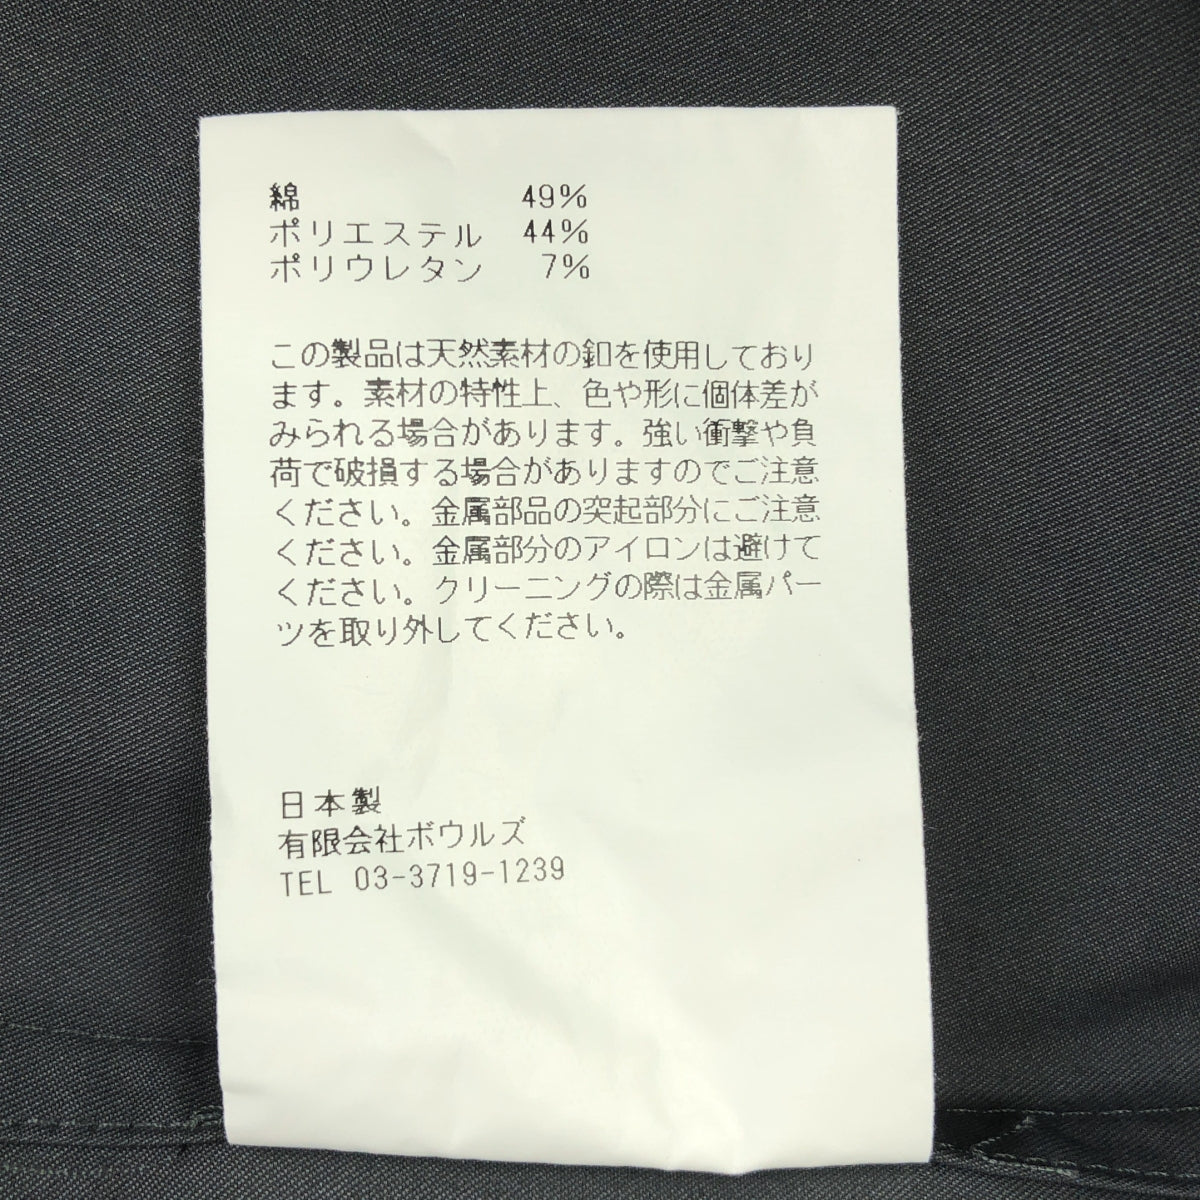 綿 49%
ポリエステル 44%
ポリウレタン 7%
この製品は天然素材の釦を使用しており
ます。素材の特性上、色や形に個体差が
みられる場合があります。強い衝撃や負
荷で破損する場合がありますのでご注意
ください。金属部品の突起部分にご注意
ください。金属部分のアイロンは避けて
ください。クリーニングの際は金属パー
ツを取り外してください。
日本製
有限会社ボウルズ
TEL 03-3719-1239